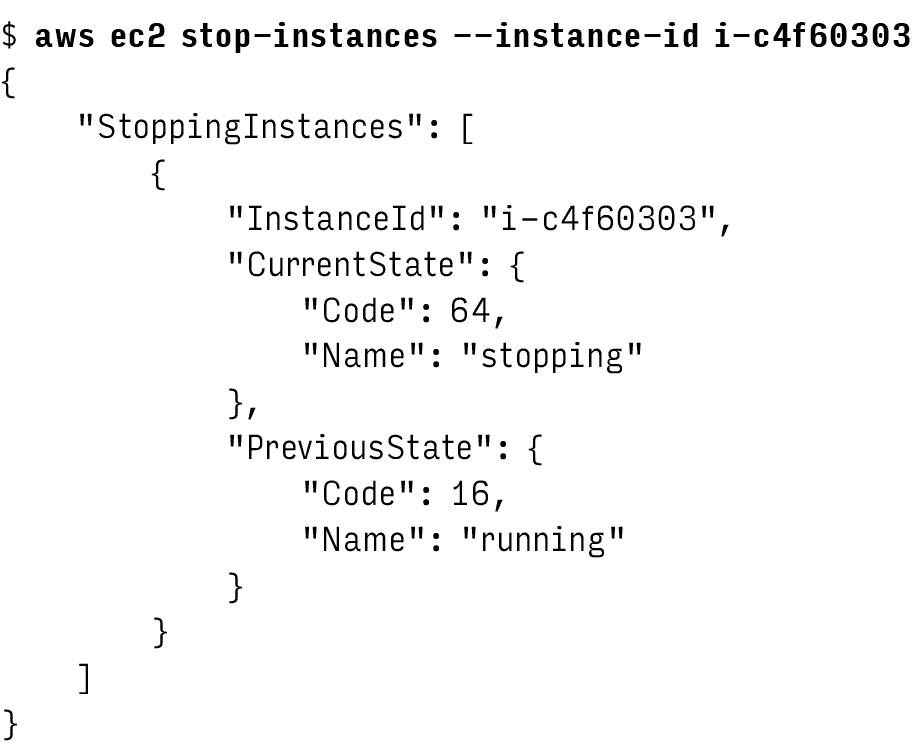 $ aws ec2 stop-instances --instance-id i-c4f60303
{
    "StoppingInstances": [
        {
            "InstanceId": "i-c4f60303",
            "CurrentState": {
                "Code": 64,
                "Name": "stopping"
            },
            "PreviousState": {
                "Code": 16,
                "Name": "running"
            }
        }
    ]
}